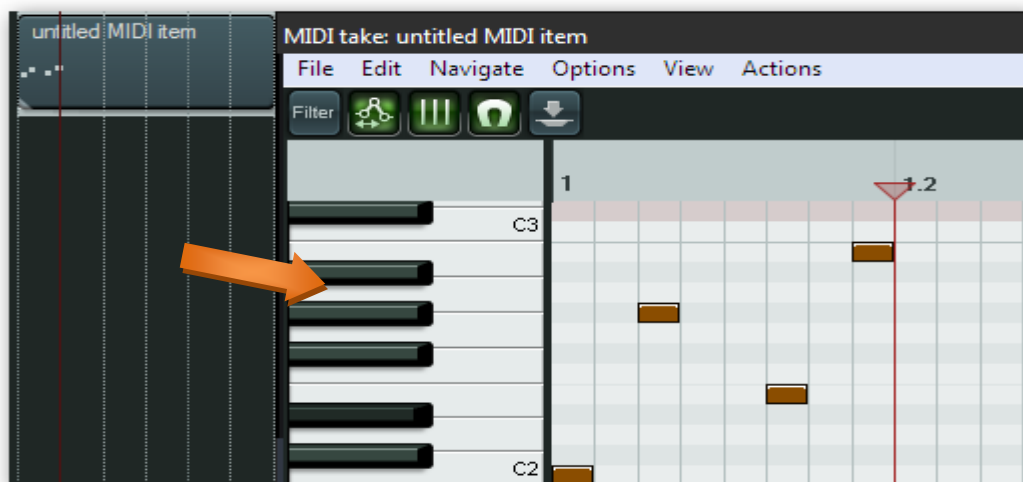 untitled MIDI item
MIDI take: untitled MIDI item
File Edit Navigate Options View Actions
Filter
1 1.2
C3
C2